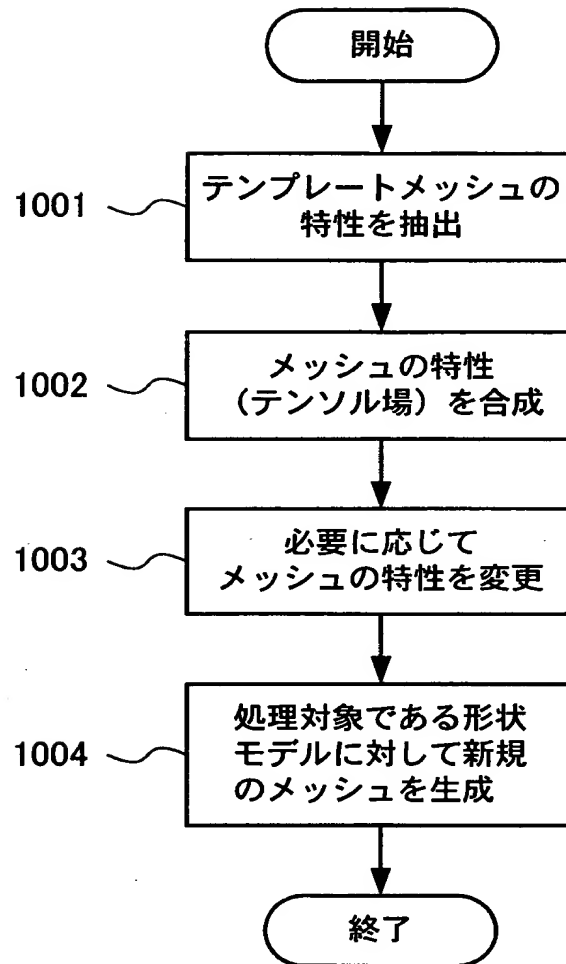 開始
1001
テンプレートメッシュの
特性を抽出
1002
メッシュの特性
（テンソル場）を合成
1003
必要に応じて
メッシュの特性を変更
1004
処理対象である形状
モデルに対して新規
のメッシュを生成
終了